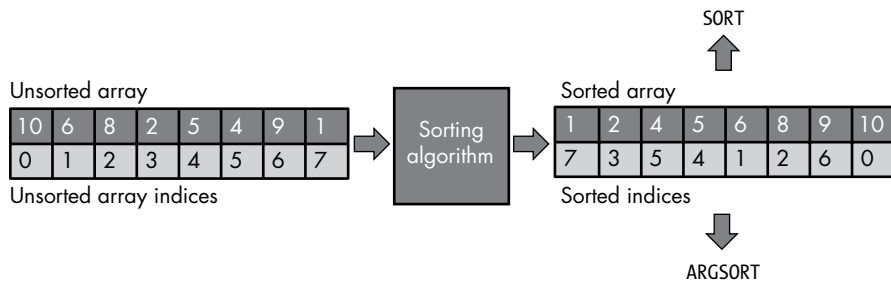 SORT
Unsorted array
10 6 8 2 5 4 9 1
0 1 2 3 4 5 6 7
Unsorted array indices
Sorting
algorithm
Sorted array
1 2 4 5 6 8 9 10
7 3 5 4 1 2 6 0
Sorted indices
ARGSORT